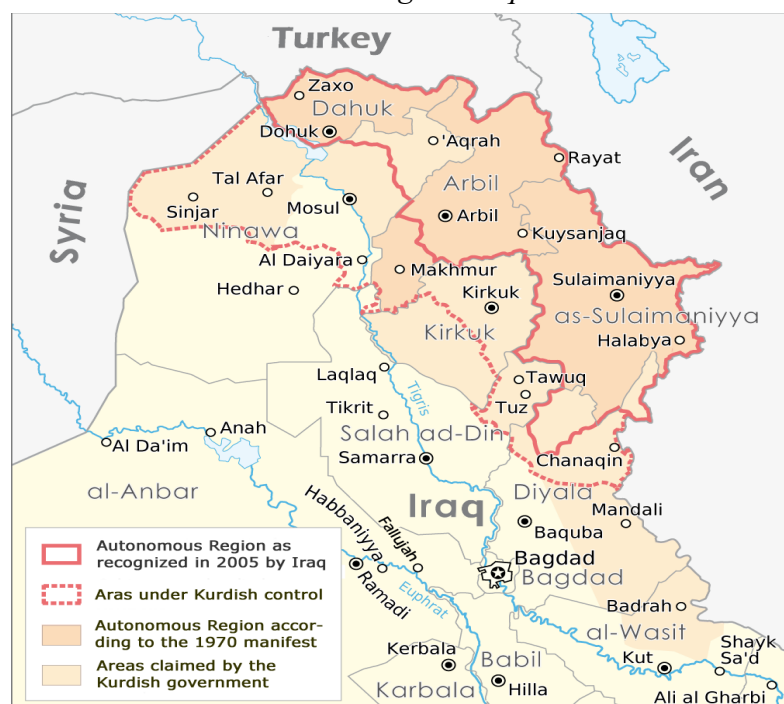 Turkey
Zaxo
Dahuk
Dohuk
'Aqrah
Rayat
Iran
Arbil
Tal Afar
Syria
Sinjar
Mosul
Arbil
Ninawa
Kuysanjaq
Al Daiyara
Makhmur
Sulaimaniyya
Hedhar
Kirkuk
as-Sulaimaniyya
Kirkuk
Halabya
Laqlaq
Tigris
Tawuq
Tuz
Tikrit
Salah ad-Din
Anah
Al Da'im
Samarra
Chanaqin
al-Anbar
Iraq
Diyala
Mandali
Habbaniyya
Fallujah
Baquba
Bagdad
Bagdad
Ramadi
Euphrat
Badrah
al-Wasit
Shayk
Sa'd
Kerbala
Babil
Kut
Karbala
Hilla
Ali al Gharbi
Autonomous Region as
recognized in 2005 by Iraq
Aras under Kurdish control
Autonomous Region accor-
ding to the 1970 manifest
Areas claimed by the
Kurdish government